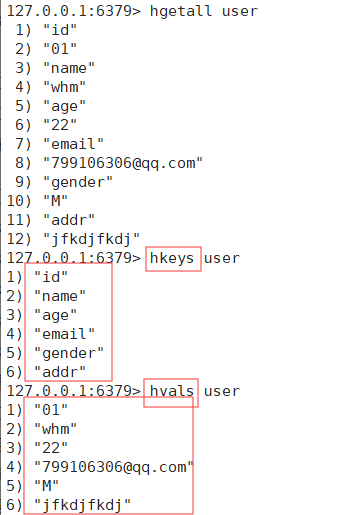 127.0.0.1:6379> hgetall user
1) "id"
2) "01"
3) "name"
4) "whm"
5) "age"
6) "22"
7) "email"
8) "799106306@qq.com"
9) "gender"
10) "M"
11) "addr"
12) "jfkdjfkdj"
127.0.0.1:6379> hkeys user
1) "id"
2) "name"
3) "age"
4) "email"
5) "gender"
6) "addr"
127.0.0.1:6379> hvals user
1) "01"
2) "whm"
3) "22"
4) "799106306@qq.com"
5) "M"
6) "jfkdjfkdj"